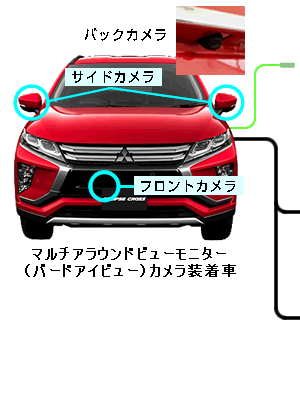 バックカメラ
サイドカメラ
フロントカメラ
マルチアラウンドビューモニター
(バードアイビュー)カメラ装着車